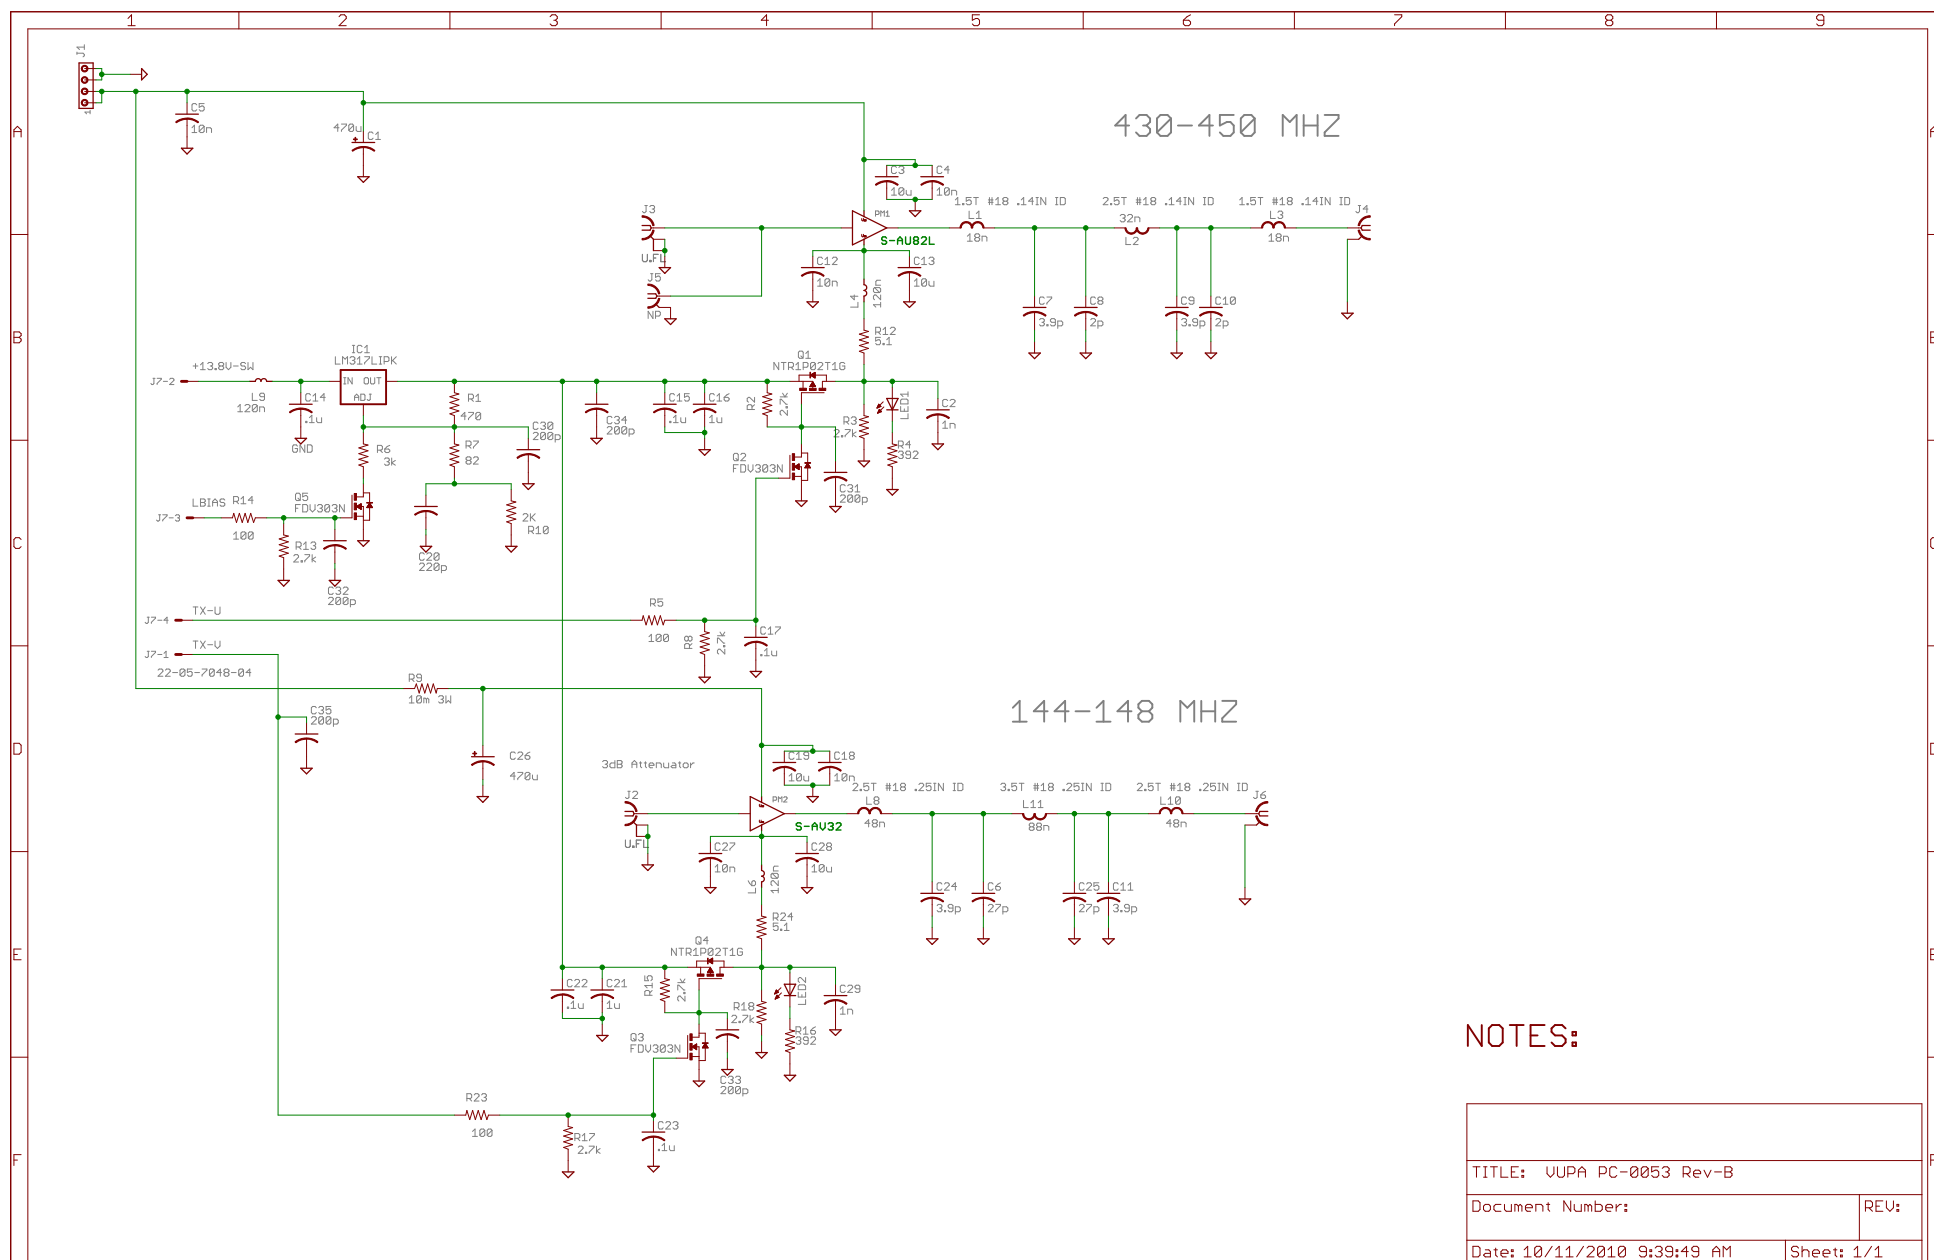 1 2 3 4 5 6 7 8 9
J1
1
A
C5
10n
470u
C1
430-450 MHZ
C3
10u
C4
10n
PM1
S-AU82L
J3
U.FL
J5
NP
1.5T #18 .14IN ID
L1
18n
2.5T #18 .14IN ID
32n
L2
1.5T #18 .14IN ID
L3
18n
J4
C12
10n
C13
10u
L4
120n
R12
5.1
C7
3.9p
C8
2p
C9
3.9p
C10
2p
B
+13.8V-SW
J7-2
L9
120n
C14
.1u
GND
IC1
LM317LIPK
IN OUT
ADJ
R1
470
R6
3k
R7
82
C30
200p
C34
200p
C15
.1u
C16
1u
R2
2.7k
Q1
NTR1P02T1G
R3
2.7k
LED1
R4
392
C2
1n
Q2
FDV303N
C31
200p
LBIAS
J7-3
R14
100
Q5
FDV303N
R13
2.7k
C32
200p
C20
220p
2K
R10
C
TX-U
J7-4
TX-V
J7-1
22-05-7048-04
R5
100
R8
2.7k
C17
.1u
R9
10m 3W
C35
200p
C26
470u
D
144-148 MHZ
3dB Attenuator
J2
U.FL
C19
10u
C18
10n
PM2
S-AV32
2.5T #18 .25IN ID
L8
48n
3.5T #18 .25IN ID
L11
88n
2.5T #18 .25IN ID
L10
48n
J6
C27
10n
C28
10u
L6
120n
R24
5.1
C24
3.9p
C6
27p
C25
27p
C11
3.9p
E
Q4
NTR1P02T1G
C22
.1u
C21
1u
R15
2.7k
R18
2.7k
LED2
R16
392
C29
1n
Q3
FDV303N
C33
200p
R23
100
R17
2.7k
C23
.1u
F
NOTES:
TITLE: VUPA PC-0053 Rev-B
Document Number:
REV:
Date: 10/11/2010 9:39:49 AM
Sheet: 1/1